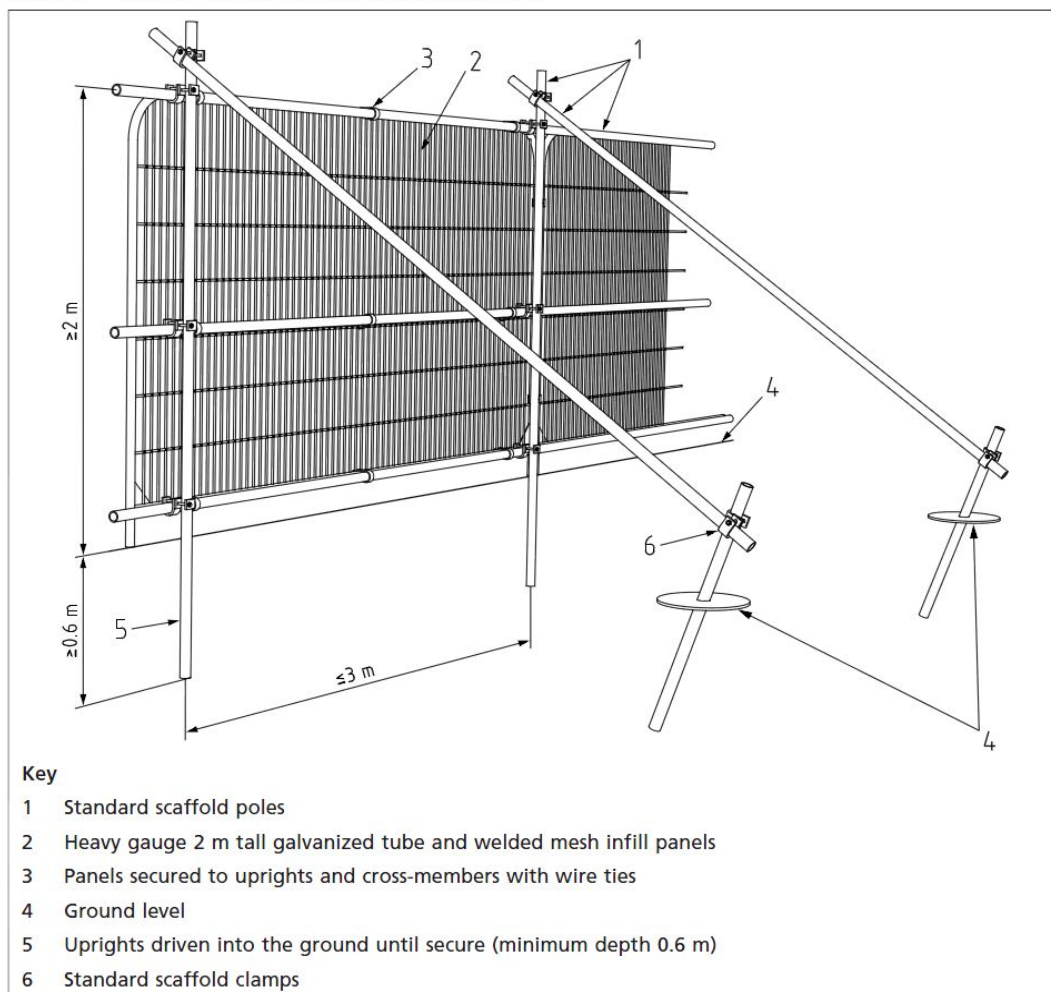 1
3
2
≥2 m
4
6
≥0.6 m
5
≤3 m
4
Key
1 Standard scaffold poles
2 Heavy gauge 2 m tall galvanized tube and welded mesh infill panels
3 Panels secured to uprights and cross-members with wire ties
4 Ground level
5 Uprights driven into the ground until secure (minimum depth 0.6 m)
6 Standard scaffold clamps